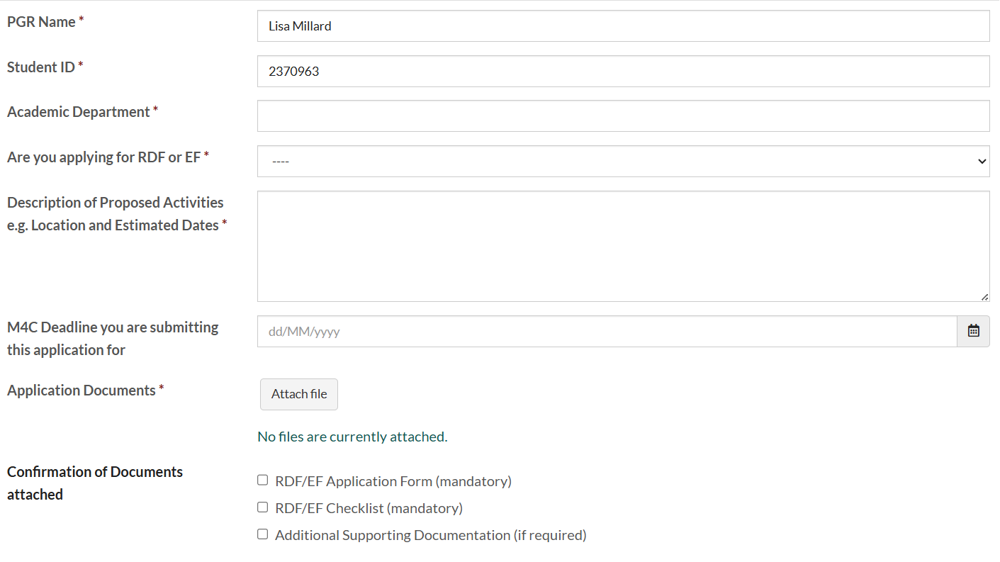 PGR Name *
Lisa Millard
Student ID *
2370963
Academic Department *
Are you applying for RDF or EF *
----
Description of Proposed Activities
e.g. Location and Estimated Dates *
M4C Deadline you are submitting
this application for
dd/MM/yyyy
Application Documents *
Attach file
No files are currently attached.
Confirmation of Documents
attached
RDF/EF Application Form (mandatory)
RDF/EF Checklist (mandatory)
Additional Supporting Documentation (if required)